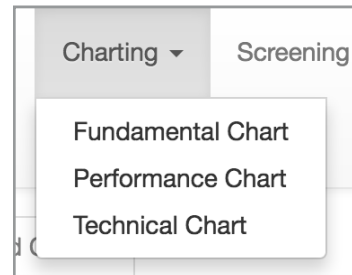 Charting Screening
Fundamental Chart
Performance Chart
Technical Chart